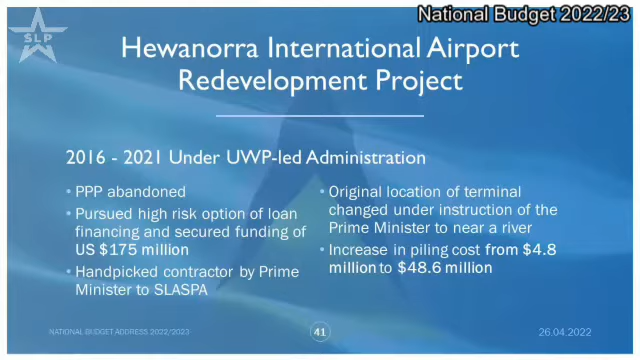 National Budget 2022/23
SLP
Hewanorra International Airport
Redevelopment Project
2016 - 2021 Under UWP-led Administration
• PPP abandoned
• Pursued high risk option of loan
financing and secured funding of
US $175 million
• Handpicked contractor by Prime
Minister to SLASPA
• Original location of terminal
changed under instruction of the
Prime Minister to near a river
• Increase in piling cost from $4.8
million to $48.6 million
NATIONAL BUDGET ADDRESS 2022/2023
41
26.04.2022